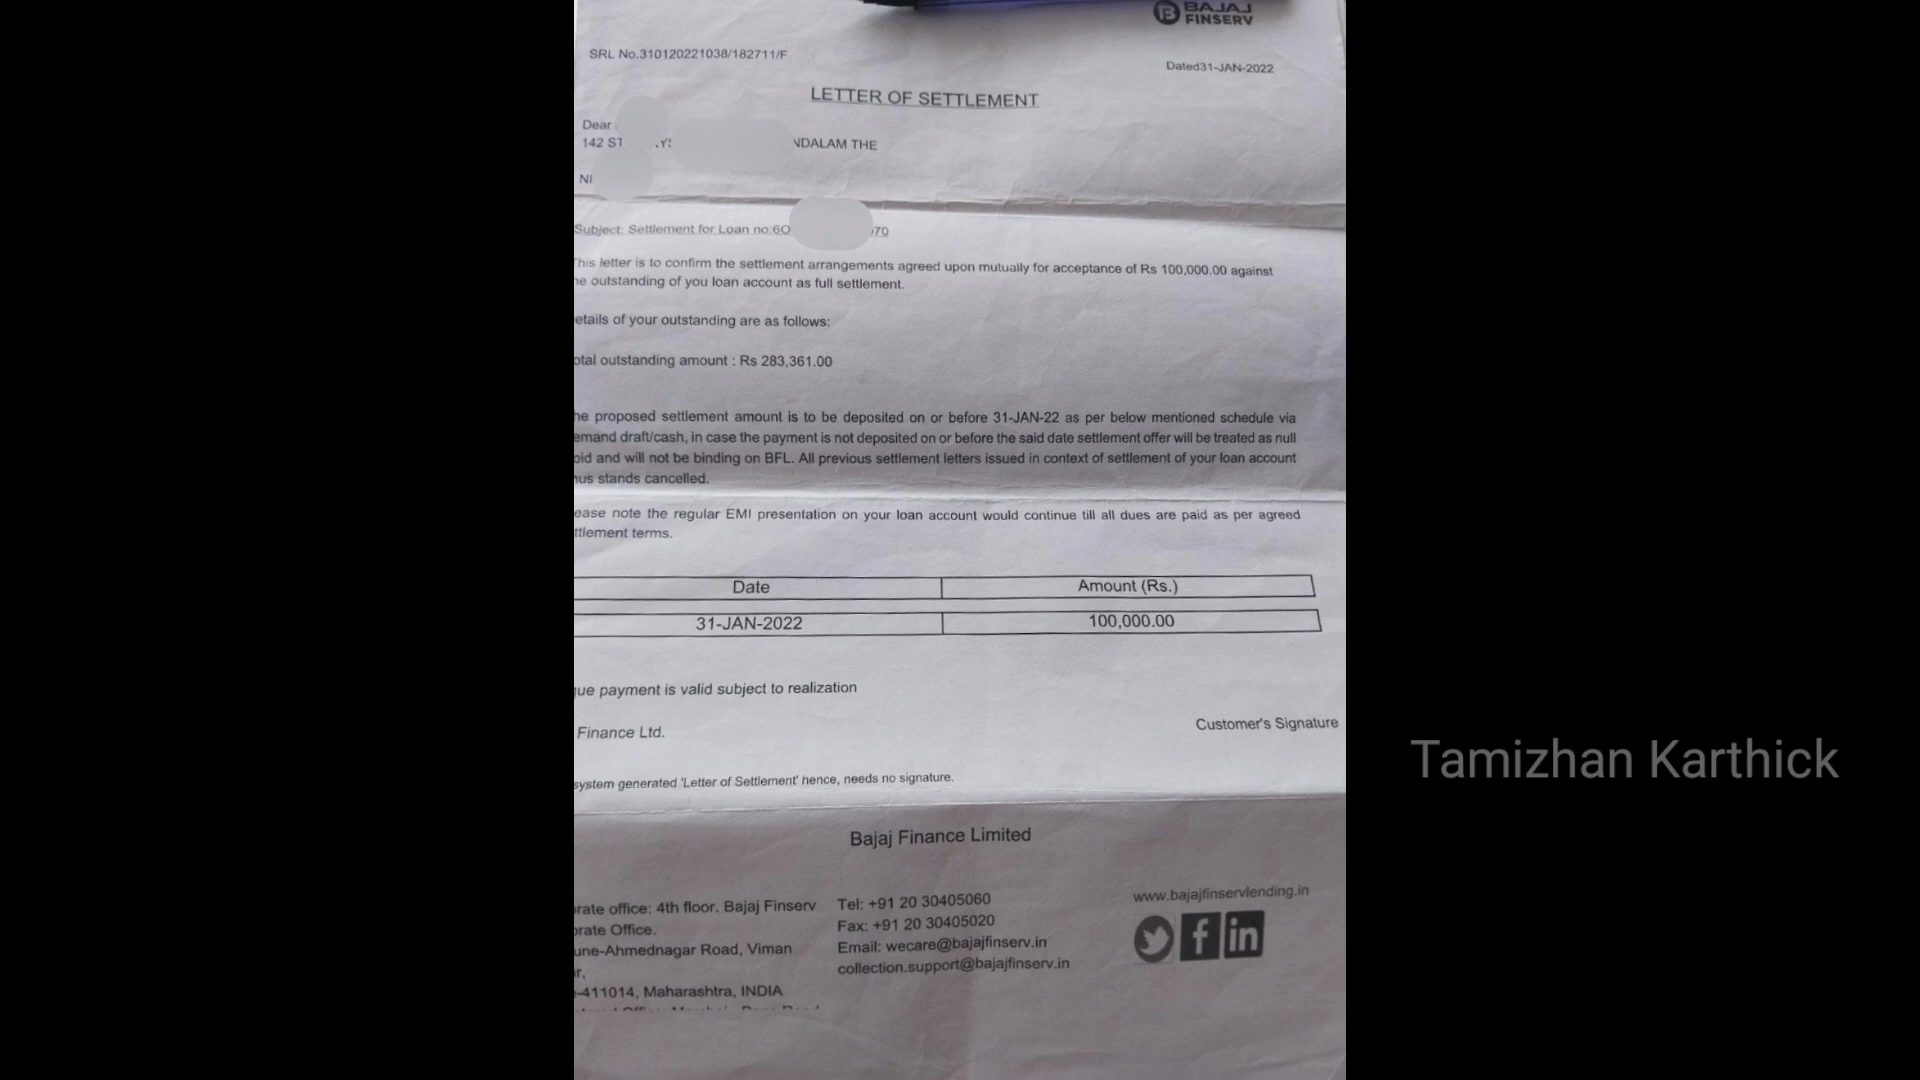 BAJAJ
FINSERV
SRL No.310120221038/182711/F
Dated31-JAN-2022
LETTER OF SETTLEMENT
Dear
142 ST NDALAM THE
NI
Subject: Settlement for Loan no:6O 70
his letter is to confirm the settlement arrangements agreed upon mutually for acceptance of Rs 100,000.00 against
he outstanding of you loan account as full settlement.
etails of your outstanding are as follows:
otal outstanding amount : Rs 283,361.00
he proposed settlement amount is to be deposited on or before 31-JAN-22 as per below mentioned schedule via
emand draft/cash, in case the payment is not deposited on or before the said date settlement offer will be treated as null
oid and will not be binding on BFL. All previous settlement letters issued in context of settlement of your loan account
hus stands cancelled.
ease note the regular EMI presentation on your loan account would continue till all dues are paid as per agreed
ttlement terms.
Date Amount (Rs.)
31-JAN-2022 100,000.00
que payment is valid subject to realization
Customer's Signature
Finance Ltd.
system generated 'Letter of Settlement' hence, needs no signature.
Tamizhan Karthick
Bajaj Finance Limited
orate office: 4th floor. Bajaj Finserv
orate Office.
une-Ahmednagar Road, Viman
r,
-411014, Maharashtra, INDIA
Tel: +91 20 30405060
Fax: +91 20 30405020
Email: wecare@bajajfinserv.in
collection.support@bajajfinserv.in
www.bajajfinservlending.in